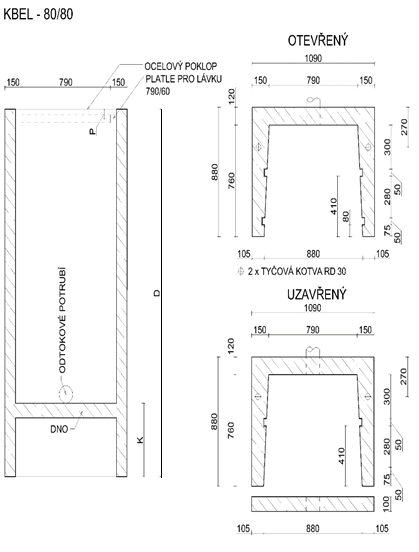 KBEL - 80/80
OCELOVÝ POKLOP
PLATLE PRO LÁVKU
790/60
150 790 150
P
D
ODTOKOVÉ POTRUBÍ
DNO
K
OTEVŘENÝ
1090
150 790 150
120
880
760
410
80
270
300
280
50
75
50
105 880 105
2 x TYČOVÁ KOTVA RD 30
UZAVŘENÝ
1090
150 790 150
120
880
760
410
270
300
280
50
75
50
100
105 880 105